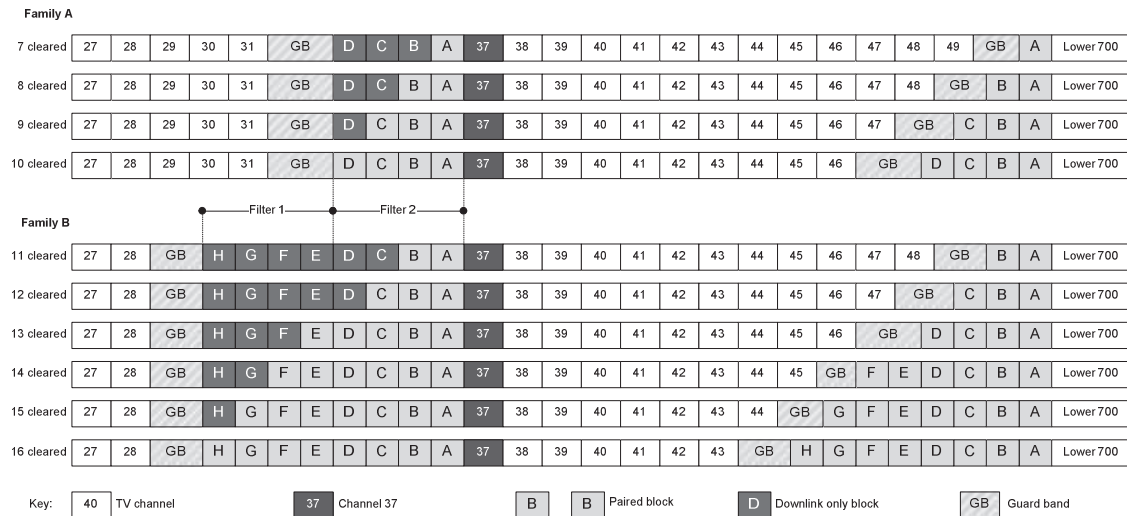 Family A
7 cleared 27 28 29 30 31 GB D C B A 37 38 39 40 41 42 43 44 45 46 47 48 49 GB A Lower 700
8 cleared 27 28 29 30 31 GB D C B A 37 38 39 40 41 42 43 44 45 46 47 48 GB B A Lower 700
9 cleared 27 28 29 30 31 GB D C B A 37 38 39 40 41 42 43 44 45 46 47 GB C B A Lower 700
10 cleared 27 28 29 30 31 GB D C B A 37 38 39 40 41 42 43 44 45 46 GB D C B A Lower 700
Filter 1 Filter 2
Family B
11 cleared 27 28 GB H G F E D C B A 37 38 39 40 41 42 43 44 45 46 47 48 GB B A Lower 700
12 cleared 27 28 GB H G F E D C B A 37 38 39 40 41 42 43 44 45 46 47 GB C B A Lower 700
13 cleared 27 28 GB H G F E D C B A 37 38 39 40 41 42 43 44 45 46 GB D C B A Lower 700
14 cleared 27 28 GB H G F E D C B A 37 38 39 40 41 42 43 44 45 GB F E D C B A Lower 700
15 cleared 27 28 GB H G F E D C B A 37 38 39 40 41 42 43 44 GB G F E D C B A Lower 700
16 cleared 27 28 GB H G F E D C B A 37 38 39 40 41 42 43 GB H G F E D C B A Lower 700
Key: 40 TV channel 37 Channel 37 B B Paired block D Downlink only block GB Guard band